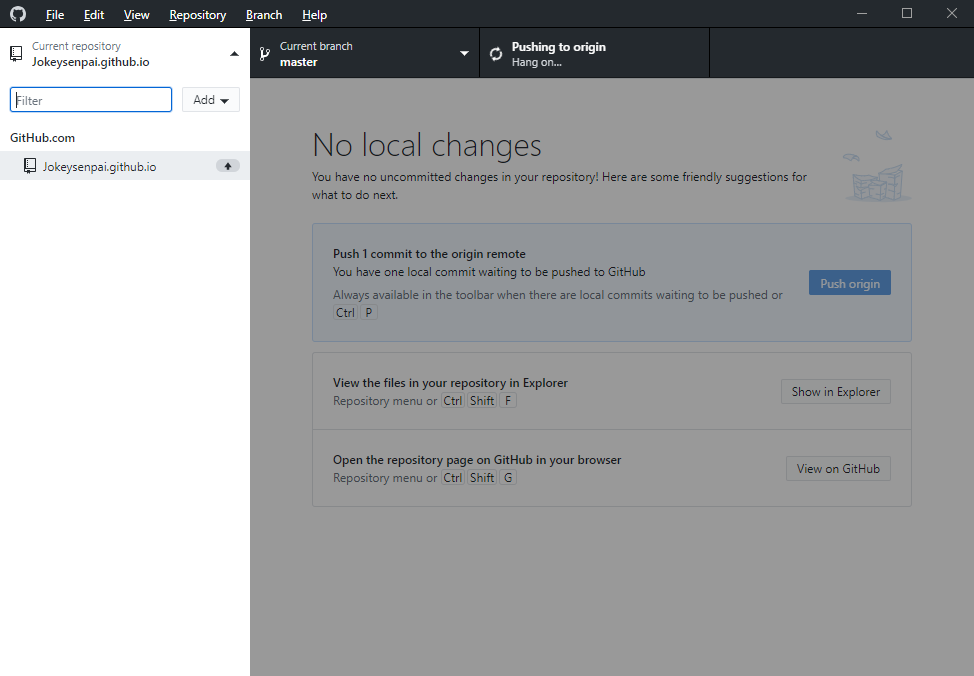 File Edit View Repository Branch Help
Current repository
Jokeysenpai.github.io
Current branch
master
Pushing to origin
Hang on...
Filter
Add
GitHub.com
Jokeysenpai.github.io
No local changes
You have no uncommitted changes in your repository! Here are some friendly suggestions for
what to do next.
Push 1 commit to the origin remote
You have one local commit waiting to be pushed to GitHub
Always available in the toolbar when there are local commits waiting to be pushed or
Ctrl P
Push origin
View the files in your repository in Explorer
Repository menu or Ctrl Shift F
Show in Explorer
Open the repository page on GitHub in your browser
Repository menu or Ctrl Shift G
View on GitHub